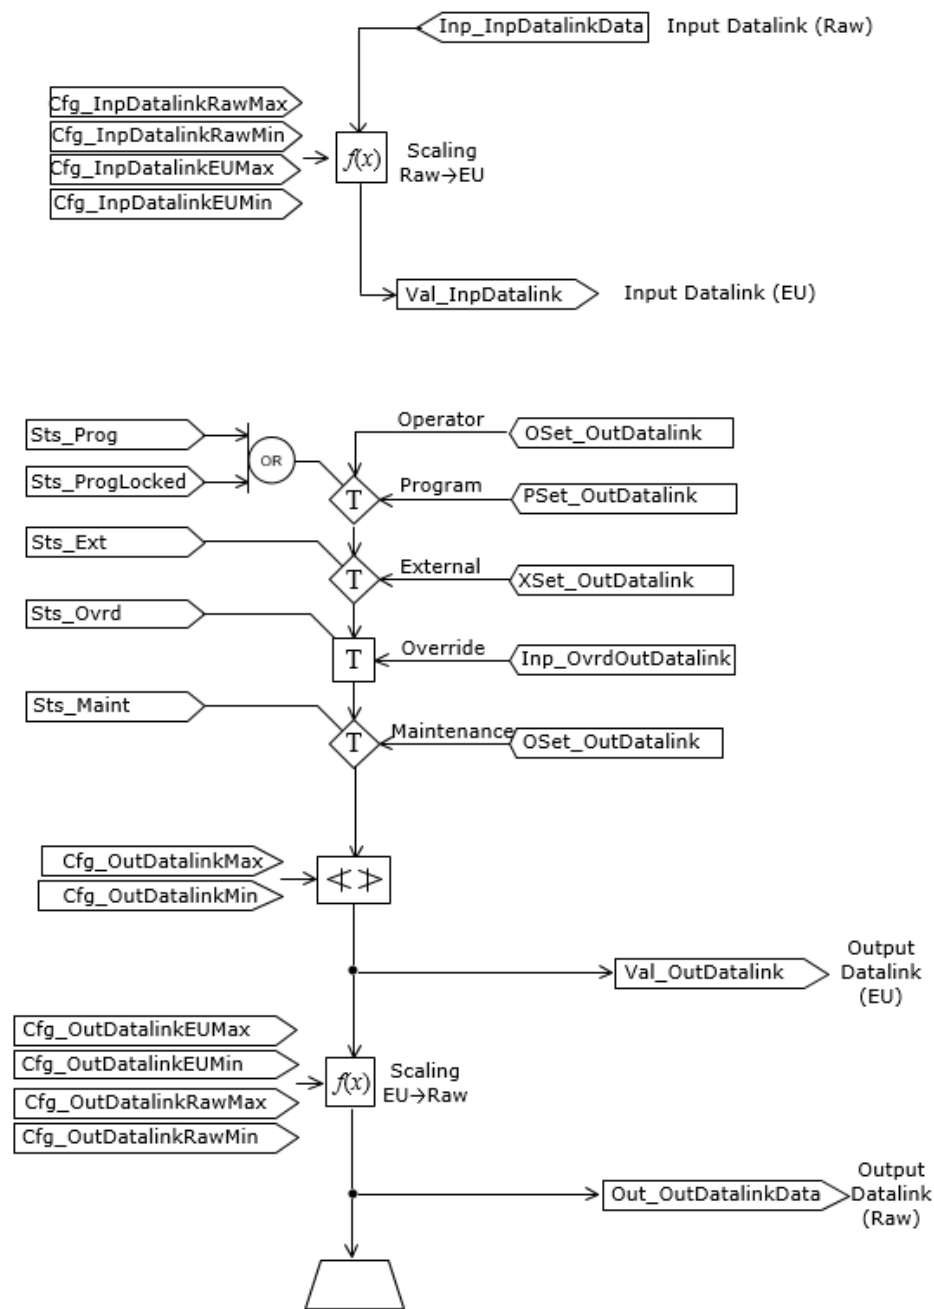 Inp_InpDatalinkData
Input Datalink (Raw)
Cfg_InpDatalinkRawMax
Cfg_InpDatalinkRawMin
Cfg_InpDatalinkEUMax
Cfg_InpDatalinkEUMin
f(x)
Scaling
Raw→EU
Val_InpDatalink
Input Datalink (EU)
Sts_Prog
Sts_ProgLocked
OR
Operator
OSet_OutDatalink
T
Program
PSet_OutDatalink
Sts_Ext
T
External
XSet_OutDatalink
Sts_Ovrd
T
Override
Inp_OvrdOutDatalink
Sts_Maint
T
Maintenance
OSet_OutDatalink
Cfg_OutDatalinkMax
Cfg_OutDatalinkMin
Val_OutDatalink
Output
Datalink
(EU)
Cfg_OutDatalinkEUMax
Cfg_OutDatalinkEUMin
Cfg_OutDatalinkRawMax
Cfg_OutDatalinkRawMin
f(x)
Scaling
EU→Raw
Out_OutDatalinkData
Output
Datalink
(Raw)